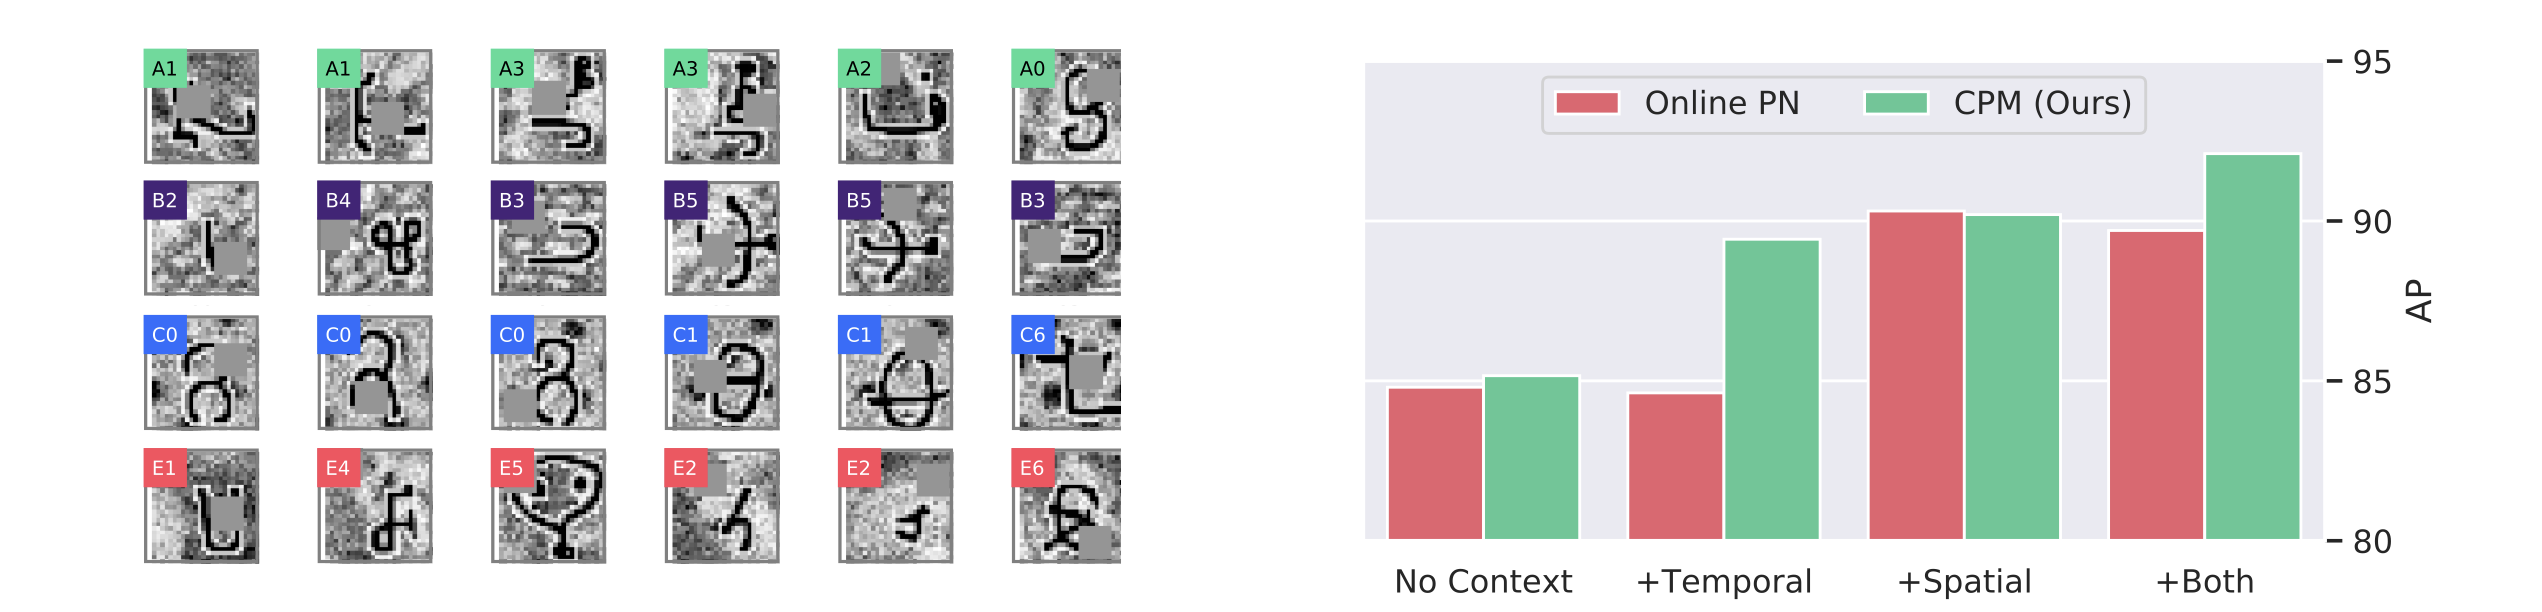 A1 A1 A3 A3 A2 A0
B2 B4 B3 B5 B5 B3
C0 C0 C0 C1 C1 C6
E1 E4 E5 E2 E2 E6
Online PN CPM (Ours)
95
90
85
80
AP
No Context +Temporal +Spatial +Both